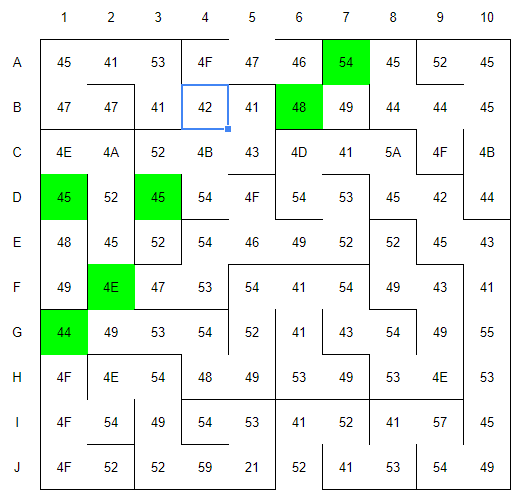 1 2 3 4 5 6 7 8 9 10
A 45 41 53 4F 47 46 54 45 52 45
B 47 47 41 42 41 48 49 44 44 45
C 4E 4A 52 4B 43 4D 41 5A 4F 4B
D 45 52 45 54 4F 54 53 45 42 44
E 48 45 52 54 46 49 52 52 45 43
F 49 4E 47 53 54 41 54 49 43 41
G 44 49 53 54 52 41 43 54 49 55
H 4F 4E 54 48 49 53 49 53 4E 53
I 4F 54 49 54 53 41 52 41 57 45
J 4F 52 52 59 21 52 41 53 54 49